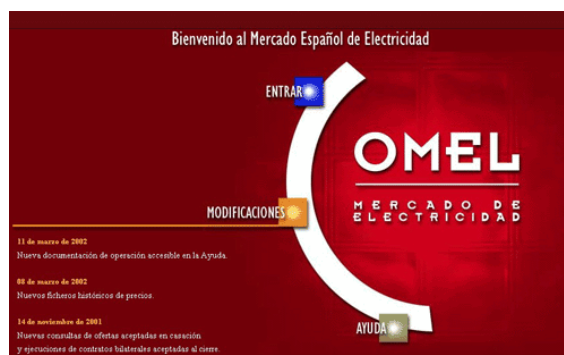 Bienvenido al Mercado Español de Electricidad
ENTRAR
OMEL
MERCADO DE
ELECTRICIDAD
MODIFICACIONES
11 de marzo de 2002
Nueva documentación de operación accesible en la Ayuda.
08 de marzo de 2002
Nuevos ficheros históricos de precios.
14 de noviembre de 2001
Nuevas consultas de ofertas aceptadas en casación
y ejecuciones de contratos bilaterales aceptadas al cierre.
AYUDA